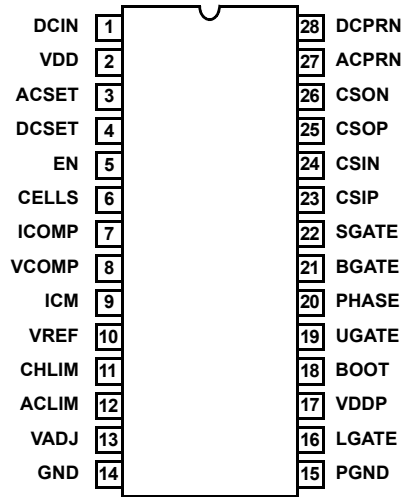 DCIN 1 28 DCPRN
VDD 2 27 ACPRN
ACSET 3 26 CSON
DCSET 4 25 CSOP
EN 5 24 CSIN
CELLS 6 23 CSIP
ICOMP 7 22 SGATE
VCOMP 8 21 BGATE
ICM 9 20 PHASE
VREF 10 19 UGATE
CHLIM 11 18 BOOT
ACLIM 12 17 VDDP
VADJ 13 16 LGATE
GND 14 15 PGND